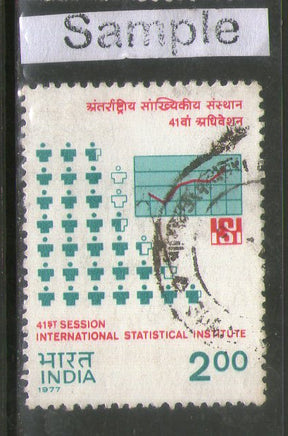 Sample
अंतर्राष्ट्रीय सांख्यिकीय संस्थान
41वां अधिवेशन
ISI
41ST SESSION
INTERNATIONAL STATISTICAL INSTITUTE
भारत
INDIA
2.00
1977